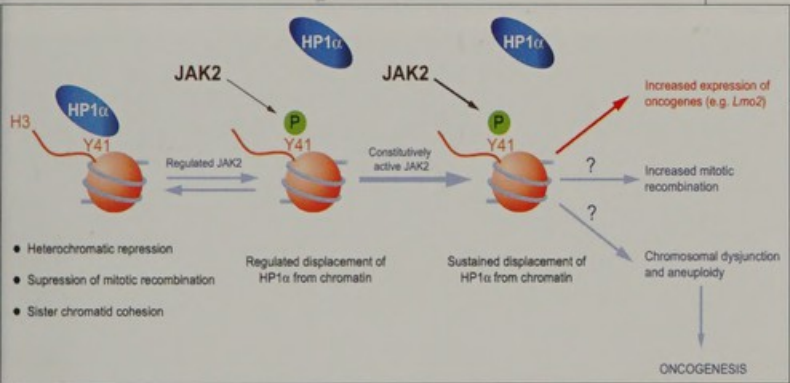 HP1α
HP1α
JAK2
JAK2
HP1α
P
P
H3
Y41
Y41
Y41
Regulated JAK2
Constitutively
active JAK2
Increased expression of
oncogenes (e.g. Lmo2)
?
Increased mitotic
recombination
?
Chromosomal dysjunction
and aneuploidy
ONCOGENESIS
● Heterochromatic repression
● Supression of mitotic recombination
● Sister chromatid cohesion
Regulated displacement of
HP1α from chromatin
Sustained displacement of
HP1α from chromatin